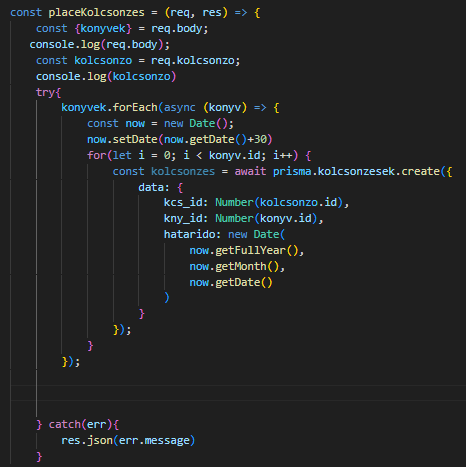 const placeKolcsonzes = (req, res) => {
const {konyvek} = req.body;
console.log(req.body);
const kolcsonzo = req.kolcsonzo;
console.log(kolcsonzo)
try{
konyvek.forEach(async (konyv) => {
const now = new Date();
now.setDate(now.getDate()+30)
for(let i = 0; i < konyv.id; i++) {
const kolcsonzes = await prisma.kolcsonzesek.create({
data: {
kcs_id: Number(kolcsonzo.id),
kny_id: Number(konyv.id),
hatarido: new Date(
now.getFullYear(),
now.getMonth(),
now.getDate()
)
}
});
}
});
} catch(err){
res.json(err.message)
}